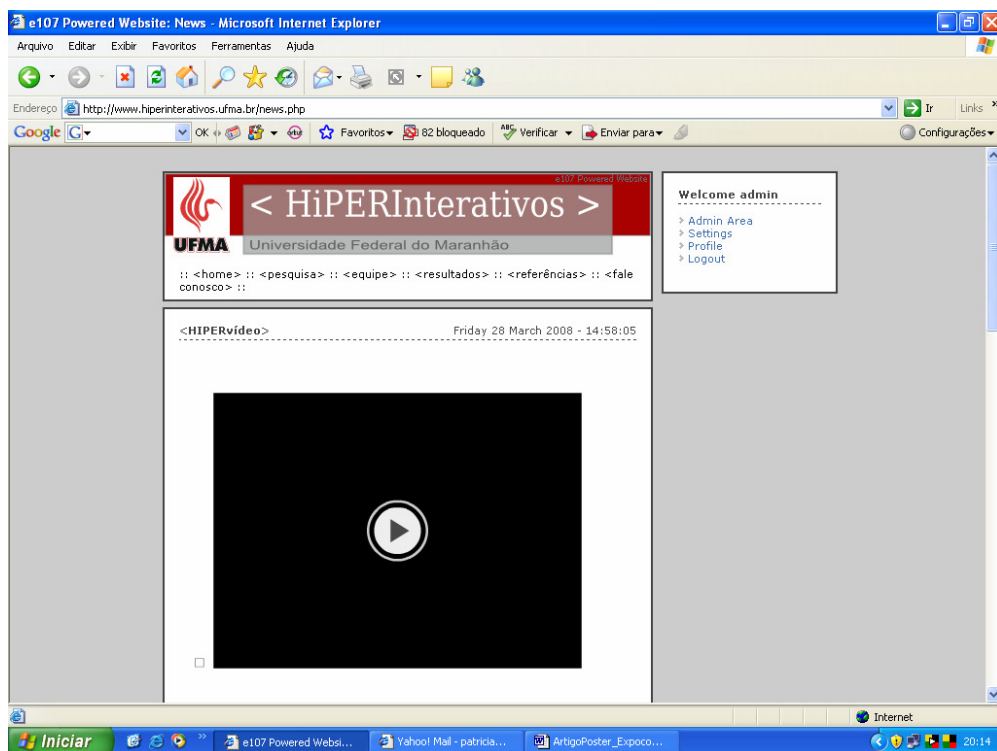 e107 Powered Website: News - Microsoft Internet Explorer
Arquivo Editar Exibir Favoritos Ferramentas Ajuda
Endereço http://www.hiperinterativos.ufma.br/news.php Ir Links »
Google G OK ABC Favoritos 82 bloqueado Verificar Enviar para Configurações
e107 Powered Website
< HiPERInterativos >
UFMA
Universidade Federal do Maranhão
:: <home> :: <pesquisa> :: <equipe> :: <resultados> :: <referências> :: <fale
conosco> ::
Welcome admin
Admin Area
Settings
Profile
Logout
<HIPERvídeo> Friday 28 March 2008 - 14:58:05
Internet
Iniciar » e107 Powered Websi... Yahoo! Mail - patricia... ArtigoPoster_Expoco... 20:14